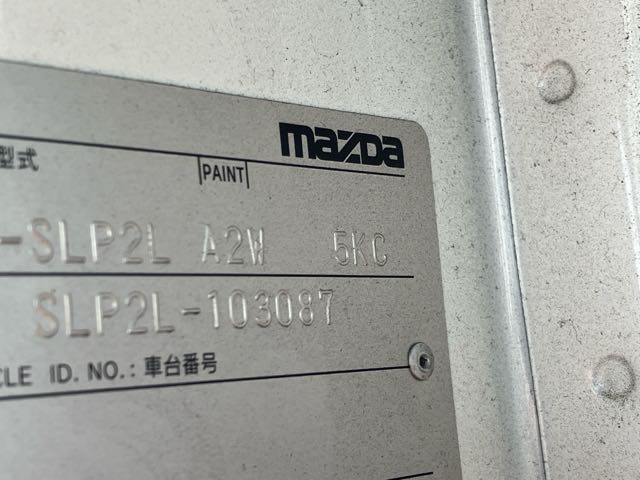 mazda
型式
PAINT
-SLP2L A2W 5KC
SLP2L-103087
CLE ID. NO.: 車台番号